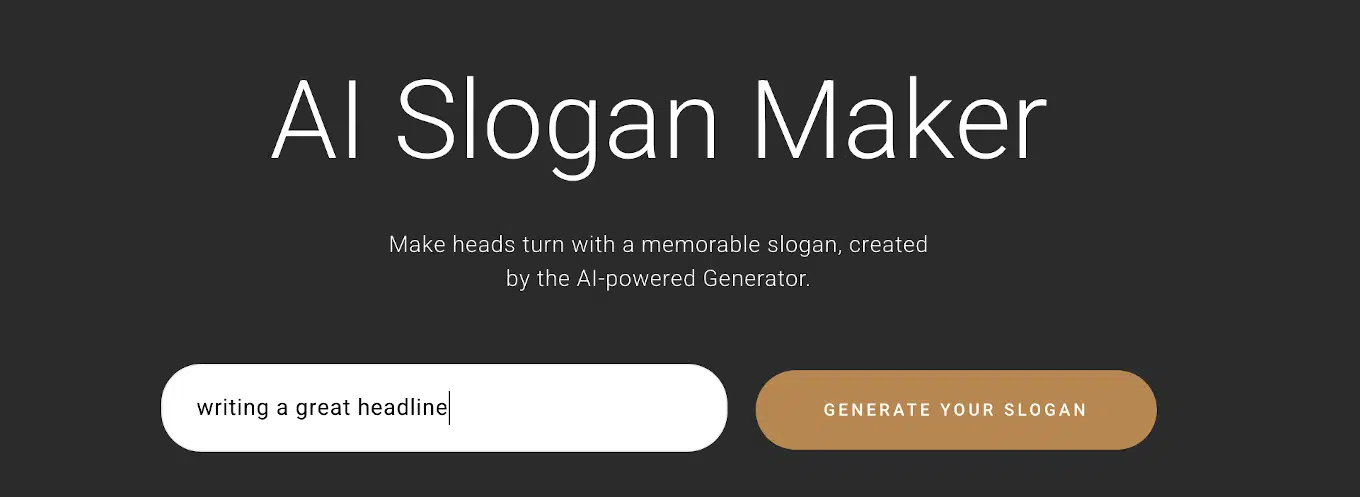 AI Slogan Maker
Make heads turn with a memorable slogan, created
by the AI-powered Generator.
writing a great headline
GENERATE YOUR SLOGAN